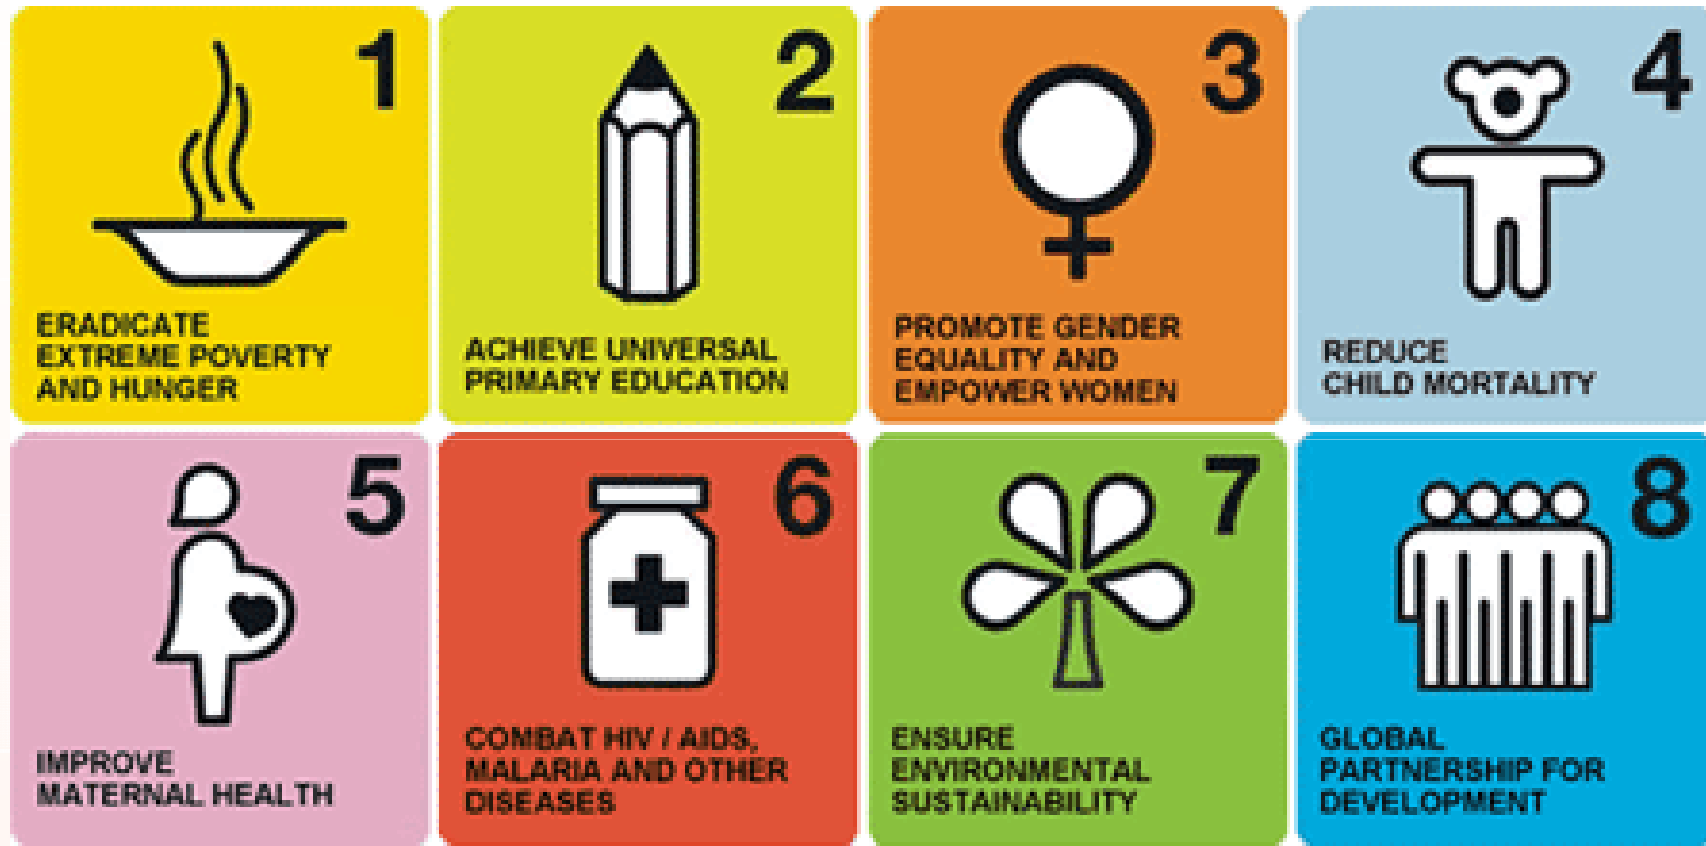 1
ERADICATE
EXTREME POVERTY
AND HUNGER
2
ACHIEVE UNIVERSAL
PRIMARY EDUCATION
3
PROMOTE GENDER
EQUALITY AND
EMPOWER WOMEN
4
REDUCE
CHILD MORTALITY
5
IMPROVE
MATERNAL HEALTH
6
COMBAT HIV / AIDS,
MALARIA AND OTHER
DISEASES
7
ENSURE
ENVIRONMENTAL
SUSTAINABILITY
8
GLOBAL
PARTNERSHIP FOR
DEVELOPMENT